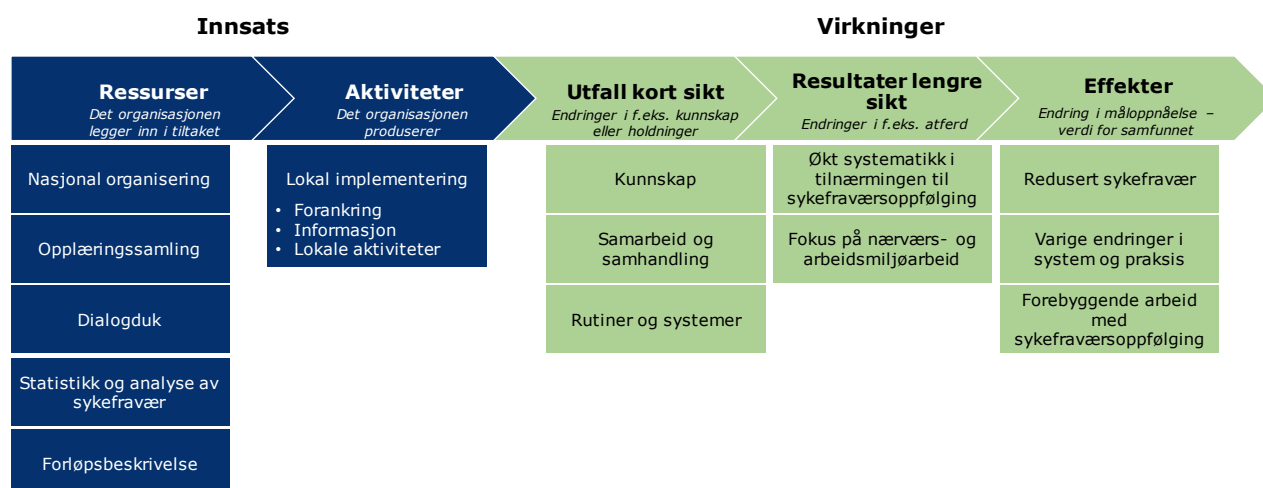 Innsats
Virkninger
Ressurser
Det organisasjonen
legger inn i tiltaket
Aktiviteter
Det organisasjonen
produserer
Utfall kort sikt
Endringer i f.eks. kunnskap
eller holdninger
Resultater lengre
sikt
Endringer i f.eks. atferd
Effekter
Endring i måloppnåelse –
verdi for samfunnet
Nasjonal organisering
Opplæringssamling
Dialogduk
Statistikk og analyse av
sykefravær
Forløpsbeskrivelse
Lokal implementering
• Forankring
• Informasjon
• Lokale aktiviteter
Kunnskap
Samarbeid og
samhandling
Rutiner og systemer
Økt systematikk i
tilnærmingen til
sykefraværsoppfølging
Fokus på nærværs- og
arbeidsmiljøarbeid
Redusert sykefravær
Varige endringer i
system og praksis
Forebyggende arbeid
med
sykefraværsoppfølging